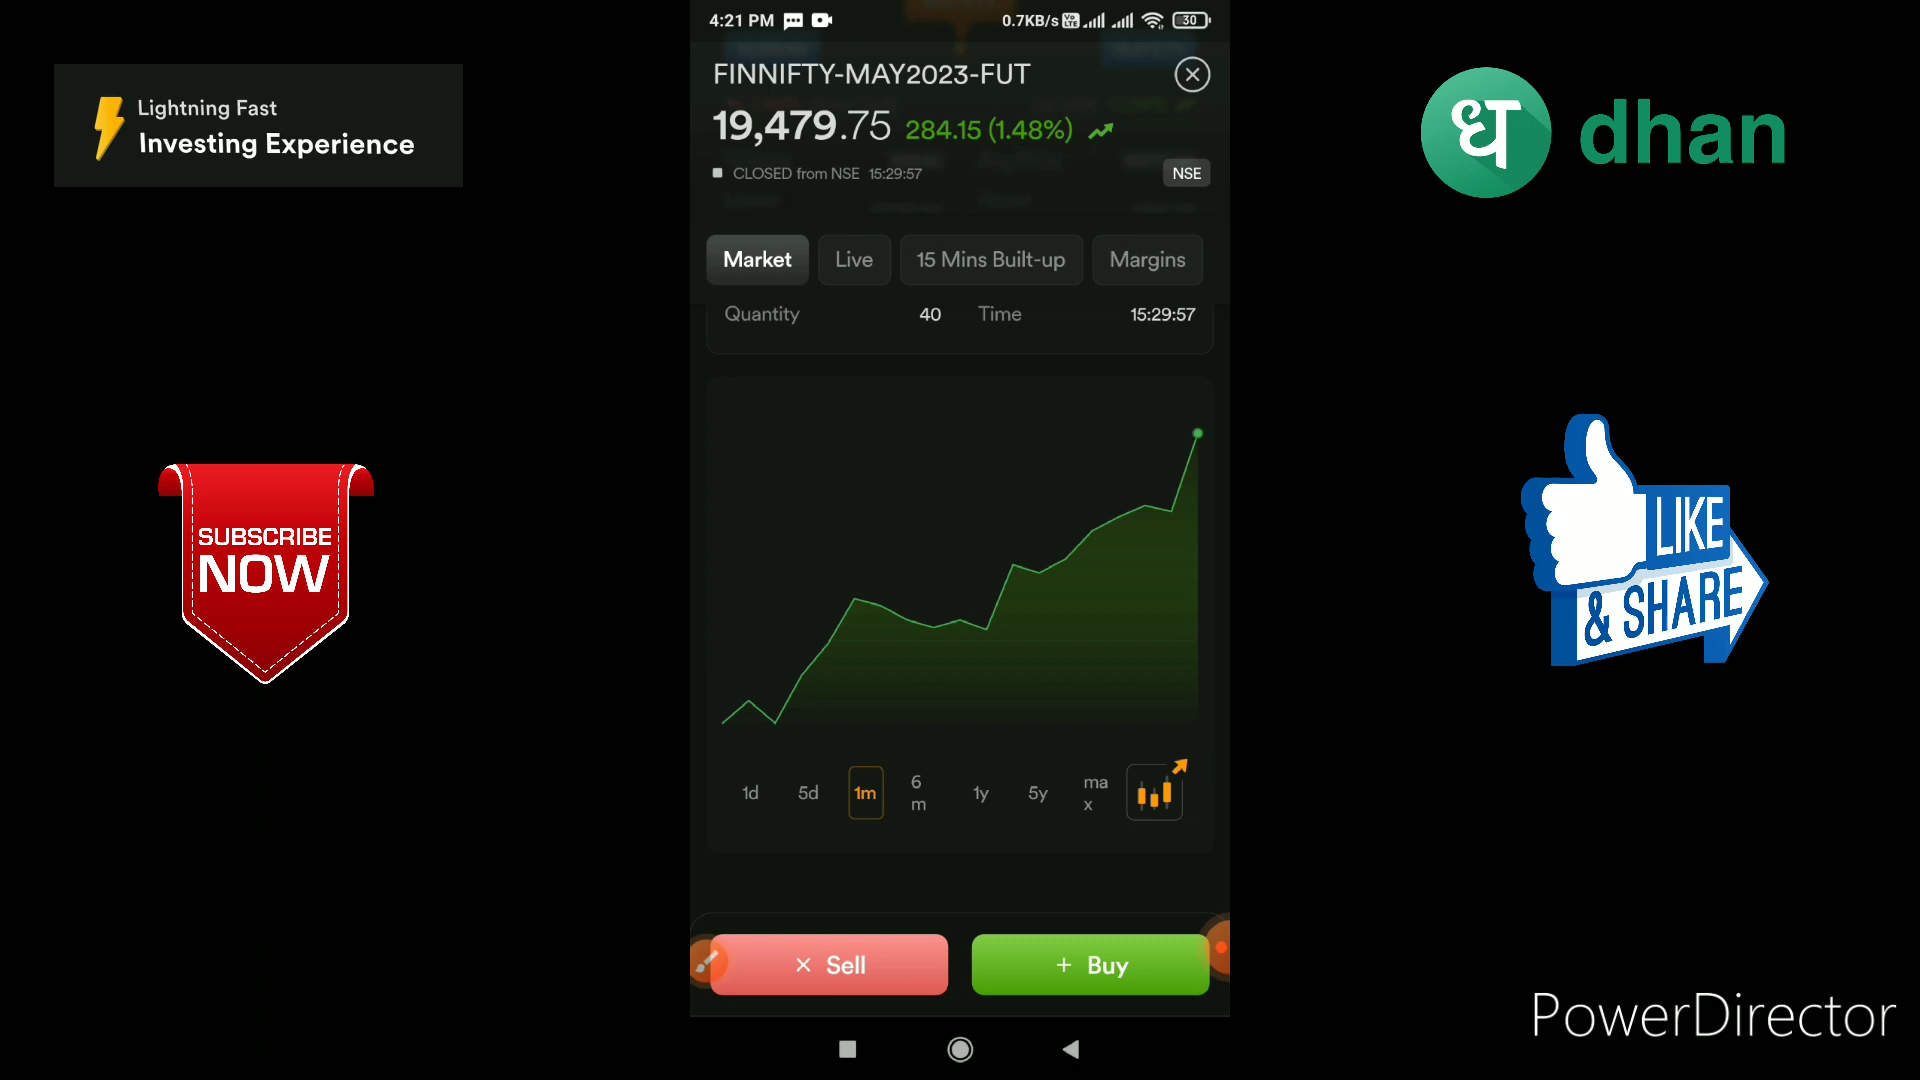 4:21 PM
0.7KB/s Vo LTE 30
Lightning Fast
Investing Experience
FINNIFTY-MAY2023-FUT
19,479.75 284.15 (1.48%)
CLOSED from NSE 15:29:57
NSE
ध dhan
Market Live 15 Mins Built-up Margins
Quantity 40 Time 15:29:57
SUBSCRIBE
NOW
LIKE
& SHARE
1d 5d 1m 6 m 1y 5y ma x
× Sell + Buy
PowerDirector